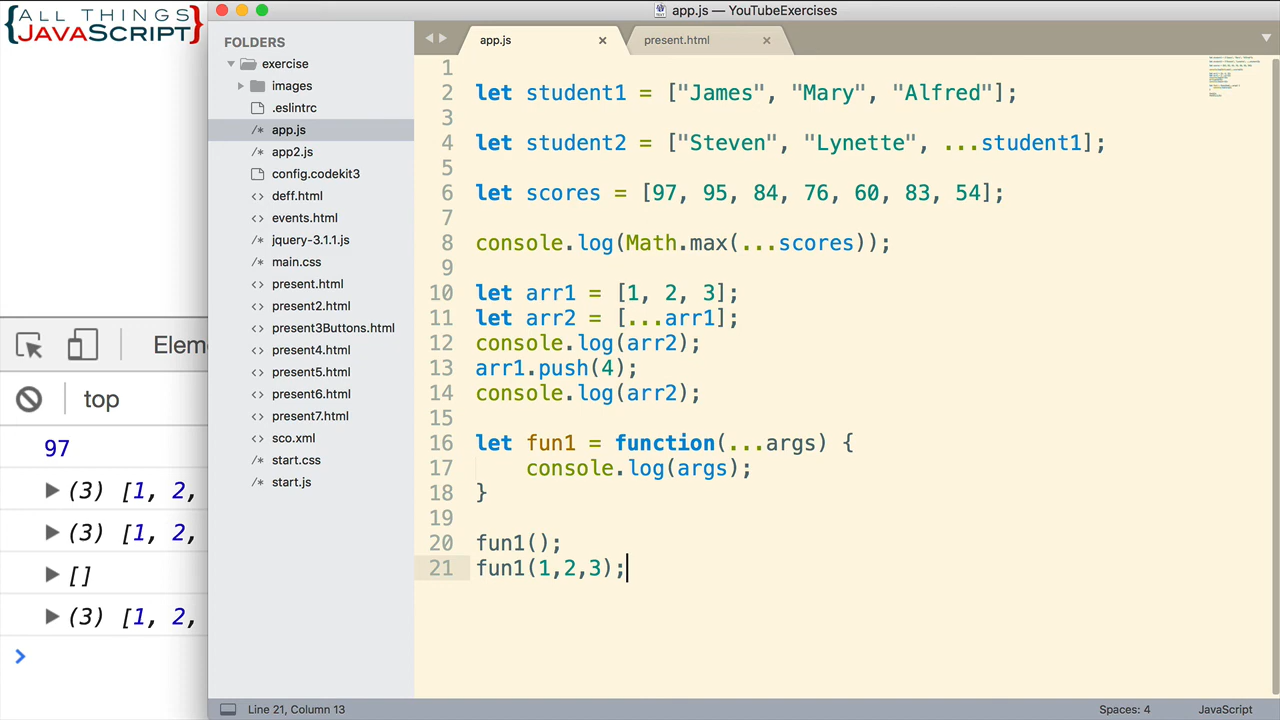 ALL THINGS
JAVASCRIPT
app.js — YouTubeExercises
FOLDERS
exercise
images
.eslintrc
app.js
app2.js
config.codekit3
deff.html
events.html
jquery-3.1.1.js
main.css
present.html
present2.html
present3Buttons.html
present4.html
present5.html
present6.html
present7.html
sco.xml
start.css
start.js
app.js
present.html
1
2 let student1 = ["James", "Mary", "Alfred"];
3
4 let student2 = ["Steven", "Lynette", ...student1];
5
6 let scores = [97, 95, 84, 76, 60, 83, 54];
7
8 console.log(Math.max(...scores));
9
10 let arr1 = [1, 2, 3];
11 let arr2 = [...arr1];
12 console.log(arr2);
13 arr1.push(4);
14 console.log(arr2);
15
16 let fun1 = function(...args) {
17 console.log(args);
18 }
19
20 fun1();
21 fun1(1,2,3);
Elem
top
97
(3) [1, 2,
(3) [1, 2,
[]
(3) [1, 2,
Line 21, Column 13
Spaces: 4
JavaScript